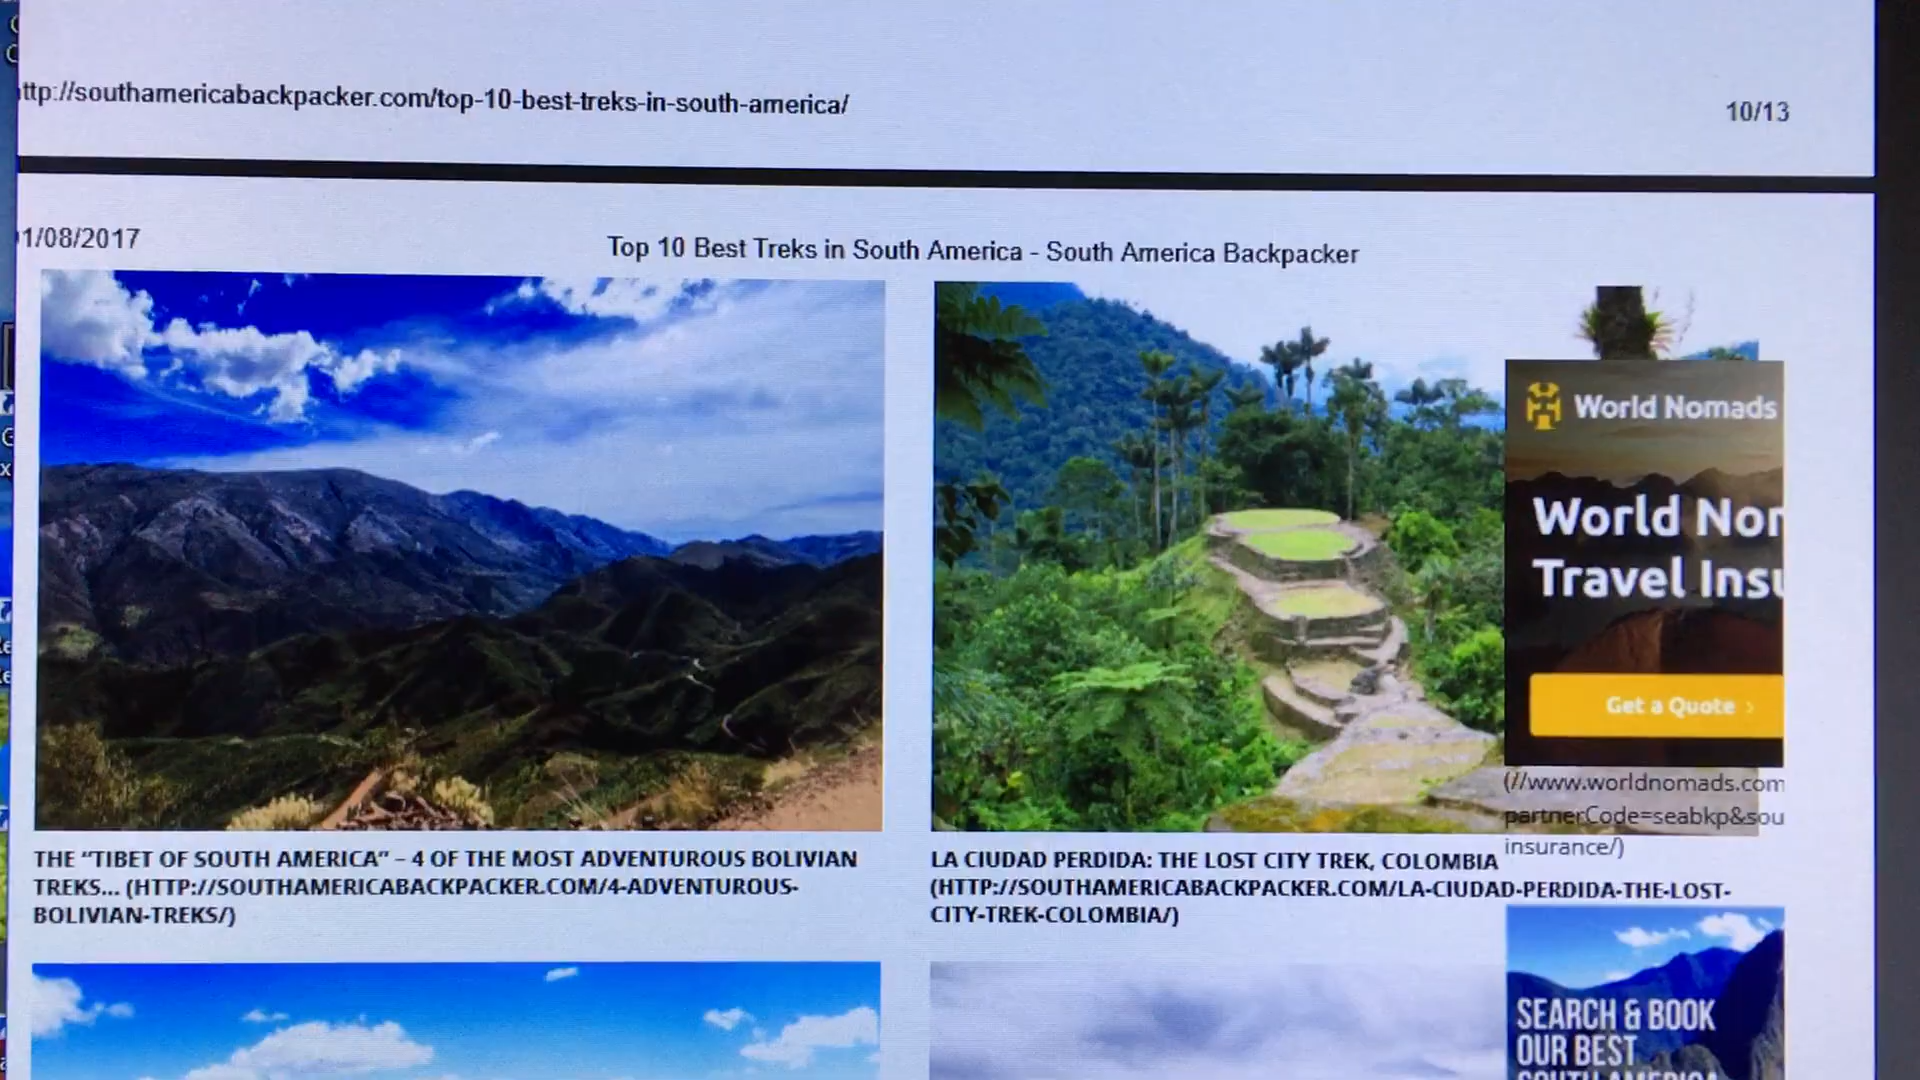 ttp://southamericabackpacker.com/top-10-best-treks-in-south-america/
10/13
1/08/2017
Top 10 Best Treks in South America - South America Backpacker
World Nomads
World Nor
Travel Insu
Get a Quote ›
(//www.worldnomads.com
partnerCode=seabkp&sou
insurance/)
THE “TIBET OF SOUTH AMERICA” – 4 OF THE MOST ADVENTUROUS BOLIVIAN
TREKS... (HTTP://SOUTHAMERICABACKPACKER.COM/4-ADVENTUROUS-
BOLIVIAN-TREKS/)
LA CIUDAD PERDIDA: THE LOST CITY TREK, COLOMBIA
(HTTP://SOUTHAMERICABACKPACKER.COM/LA-CIUDAD-PERDIDA-THE-LOST-
CITY-TREK-COLOMBIA/)
SEARCH & BOOK
OUR BEST
SOUTH AMERICA